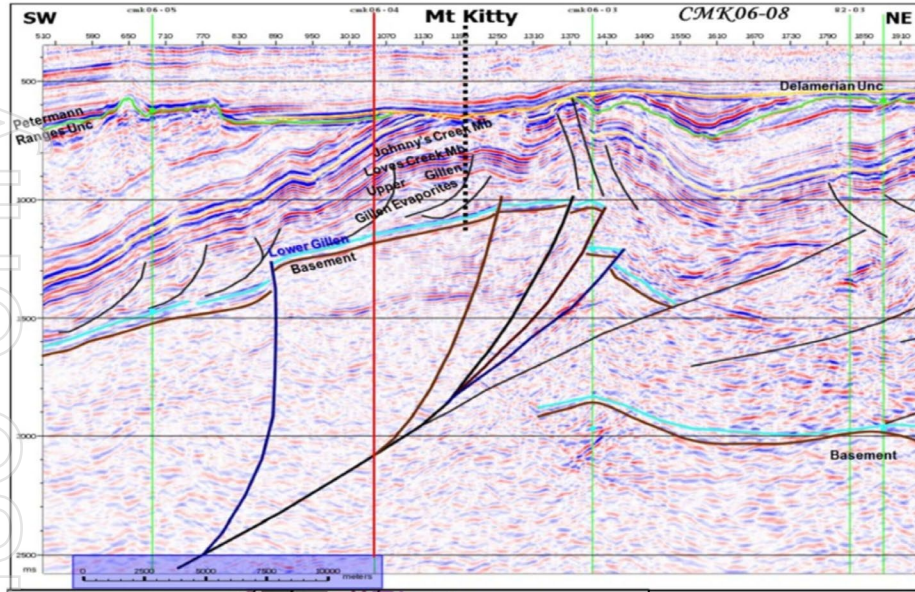 cmk06-05 cmk06-04 Mt Kitty cmk06-03 CMK06-08 82-03
SW NE
510 590 650 710 770 830 890 950 1010 1070 1130 1260 1310 1370 1430 1490 1550 1610 1670 1730 1790 1850 1910
500
Delamerian Unc
Petermann
Ranges Unc
Johnny's Creek Mb
Loves Creek Mb
Upper Gillen
Gillen Evaporites
1000
Lower Gillen
Basement
1500
2000
Basement
2500
ms
0 2500 5000 7500 10000 meters